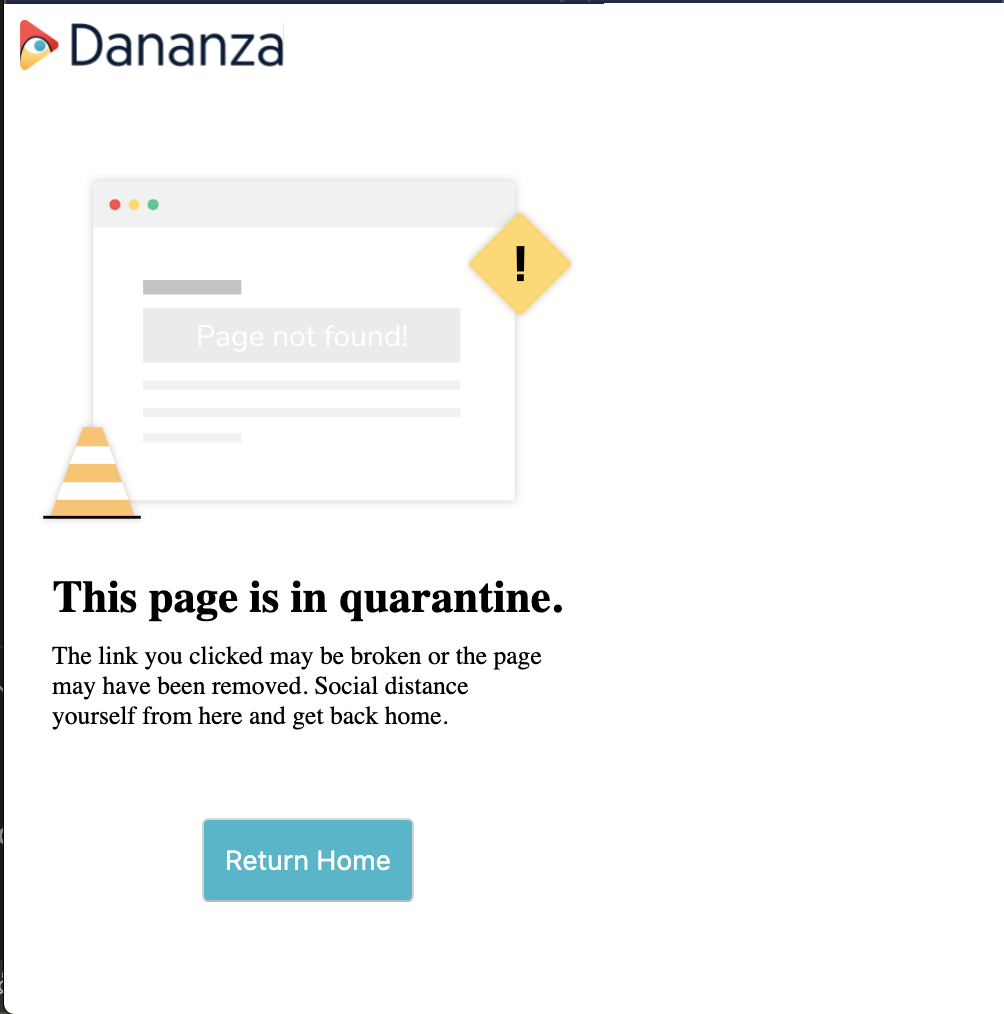 Dananza
!
Page not found!
This page is in quarantine.
The link you clicked may be broken or the page
may have been removed. Social distance
yourself from here and get back home.
Return Home